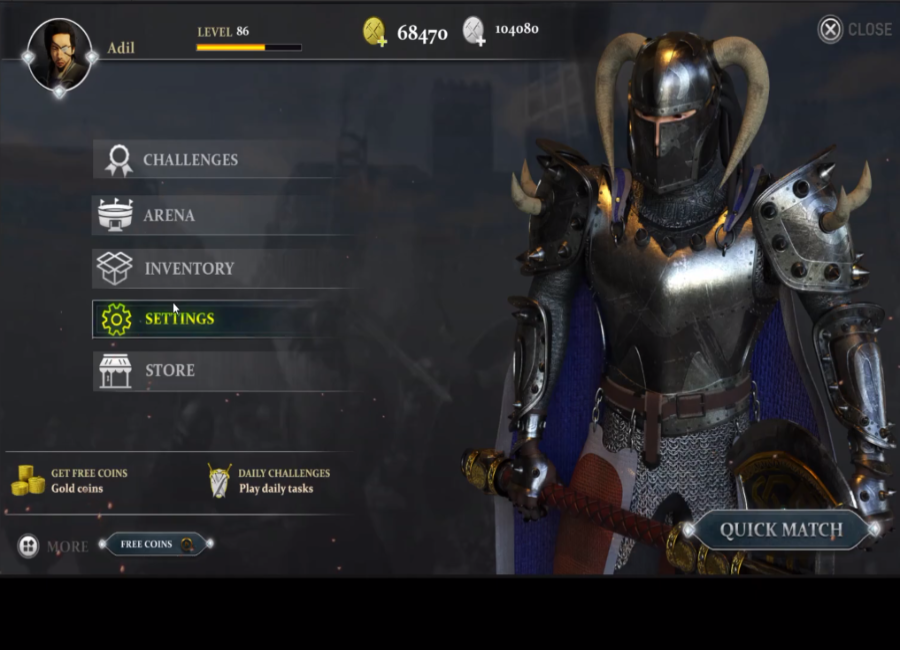 Adil
LEVEL 86
68470
104080
CLOSE
CHALLENGES
ARENA
INVENTORY
SETTINGS
STORE
GET FREE COINS
Gold coins
DAILY CHALLENGES
Play daily tasks
MORE
FREE COINS
QUICK MATCH